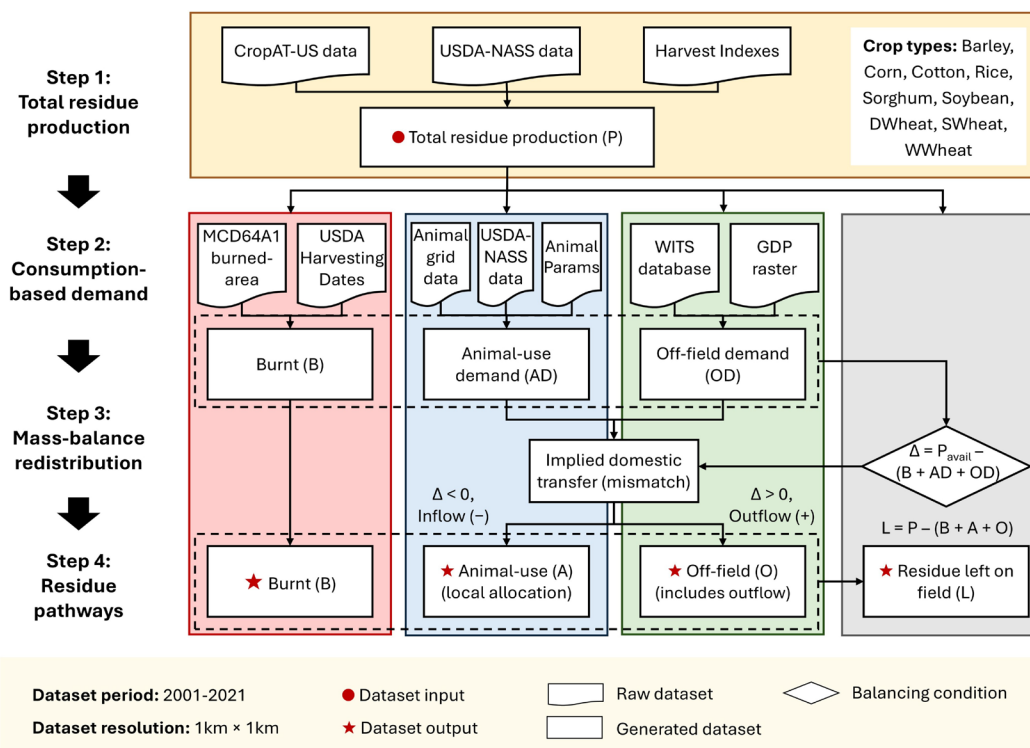 Step 1:
Total residue
production
CropAT-US data
USDA-NASS data
Harvest Indexes
Total residue production (P)
Crop types: Barley,
Corn, Cotton, Rice,
Sorghum, Soybean,
DWheat, SWheat,
WWheat
Step 2:
Consumption-
based demand
MCD64A1
burned-
area
USDA
Harvesting
Dates
Animal
grid
data
USDA-
NASS
data
Animal
Params
WITS
database
GDP
raster
Burnt (B)
Animal-use
demand (AD)
Off-field demand
(OD)
Step 3:
Mass-balance
redistribution
Implied domestic
transfer (mismatch)
Δ = Pavail –
(B + AD + OD)
Δ < 0,
Inflow (−)
Δ > 0,
Outflow (+)
L = P – (B + A + O)
Step 4:
Residue
pathways
Burnt (B)
Animal-use (A)
(local allocation)
Off-field (O)
(includes outflow)
Residue left on
field (L)
Dataset period: 2001-2021
Dataset resolution: 1km × 1km
Dataset input
Dataset output
Raw dataset
Generated dataset
Balancing condition